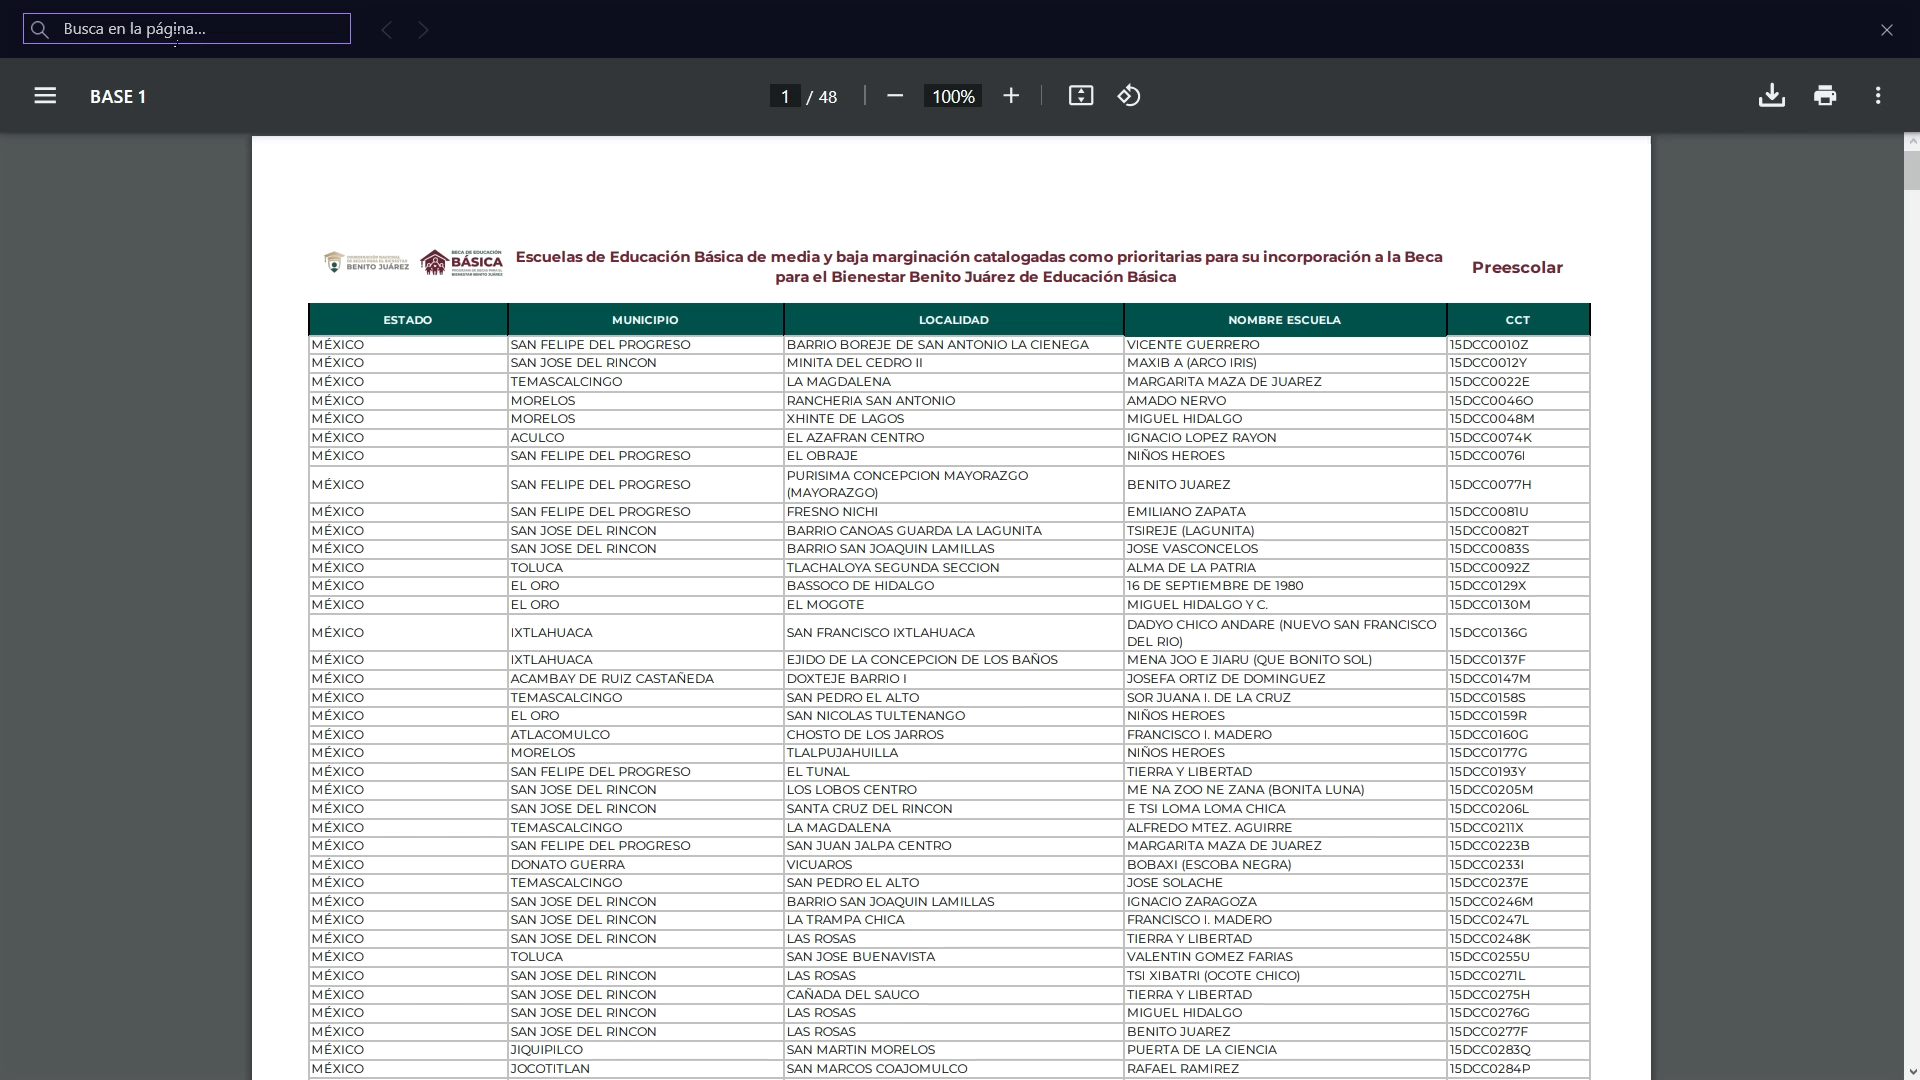 Busca en la página...
BASE 1
1 / 48
100%
BENITO JUÁREZ
BECA DE EDUCACIÓN
BÁSICA
Escuelas de Educación Básica de media y baja marginación catalogadas como prioritarias para su incorporación a la Beca
para el Bienestar Benito Juárez de Educación Básica
Preescolar
ESTADO MUNICIPIO LOCALIDAD NOMBRE ESCUELA CCT
MÉXICO SAN FELIPE DEL PROGRESO BARRIO BOREJE DE SAN ANTONIO LA CIENEGA VICENTE GUERRERO 15DCC0010Z
MÉXICO SAN JOSE DEL RINCON MINITA DEL CEDRO II MAXIB A (ARCO IRIS) 15DCC0012Y
MÉXICO TEMASCALCINGO LA MAGDALENA MARGARITA MAZA DE JUAREZ 15DCC0022E
MÉXICO MORELOS RANCHERIA SAN ANTONIO AMADO NERVO 15DCC0046O
MÉXICO MORELOS XHINTE DE LAGOS MIGUEL HIDALGO 15DCC0048M
MÉXICO ACULCO EL AZAFRAN CENTRO IGNACIO LOPEZ RAYON 15DCC0074K
MÉXICO SAN FELIPE DEL PROGRESO EL OBRAJE NIÑOS HEROES 15DCC0076I
MÉXICO SAN FELIPE DEL PROGRESO PURISIMA CONCEPCION MAYORAZGO
(MAYORAZGO) BENITO JUAREZ 15DCC0077H
MÉXICO SAN FELIPE DEL PROGRESO FRESNO NICHI EMILIANO ZAPATA 15DCC0081U
MÉXICO SAN JOSE DEL RINCON BARRIO CANOAS GUARDA LA LAGUNITA TSIREJE (LAGUNITA) 15DCC0082T
MÉXICO SAN JOSE DEL RINCON BARRIO SAN JOAQUIN LAMILLAS JOSE VASCONCELOS 15DCC0083S
MÉXICO TOLUCA TLACHALOYA SEGUNDA SECCION ALMA DE LA PATRIA 15DCC0092Z
MÉXICO EL ORO BASSOCO DE HIDALGO 16 DE SEPTIEMBRE DE 1980 15DCC0129X
MÉXICO EL ORO EL MOGOTE MIGUEL HIDALGO Y C. 15DCC0130M
MÉXICO IXTLAHUACA SAN FRANCISCO IXTLAHUACA DADYO CHICO ANDARE (NUEVO SAN FRANCISCO
DEL RIO) 15DCC0136G
MÉXICO IXTLAHUACA EJIDO DE LA CONCEPCION DE LOS BAÑOS MENA JOO E JIARU (QUE BONITO SOL) 15DCC0137F
MÉXICO ACAMBAY DE RUIZ CASTAÑEDA DOXTEJE BARRIO I JOSEFA ORTIZ DE DOMINGUEZ 15DCC0147M
MÉXICO TEMASCALCINGO SAN PEDRO EL ALTO SOR JUANA I. DE LA CRUZ 15DCC0158S
MÉXICO EL ORO SAN NICOLAS TULTENANGO NIÑOS HEROES 15DCC0159R
MÉXICO ATLACOMULCO CHOSTO DE LOS JARROS FRANCISCO I. MADERO 15DCC0160G
MÉXICO MORELOS TLALPUJAHUILLA NIÑOS HEROES 15DCC0177G
MÉXICO SAN FELIPE DEL PROGRESO EL TUNAL TIERRA Y LIBERTAD 15DCC0193Y
MÉXICO SAN JOSE DEL RINCON LOS LOBOS CENTRO ME NA ZOO NE ZANA (BONITA LUNA) 15DCC0205M
MÉXICO SAN JOSE DEL RINCON SANTA CRUZ DEL RINCON E TSI LOMA LOMA CHICA 15DCC0206L
MÉXICO TEMASCALCINGO LA MAGDALENA ALFREDO MTEZ. AGUIRRE 15DCC0211X
MÉXICO SAN FELIPE DEL PROGRESO SAN JUAN JALPA CENTRO MARGARITA MAZA DE JUAREZ 15DCC0223B
MÉXICO DONATO GUERRA VICUAROS BOBAXI (ESCOBA NEGRA) 15DCC0233I
MÉXICO TEMASCALCINGO SAN PEDRO EL ALTO JOSE SOLACHE 15DCC0237E
MÉXICO SAN JOSE DEL RINCON BARRIO SAN JOAQUIN LAMILLAS IGNACIO ZARAGOZA 15DCC0246M
MÉXICO SAN JOSE DEL RINCON LA TRAMPA CHICA FRANCISCO I. MADERO 15DCC0247L
MÉXICO SAN JOSE DEL RINCON LAS ROSAS TIERRA Y LIBERTAD 15DCC0248K
MÉXICO TOLUCA SAN JOSE BUENAVISTA VALENTIN GOMEZ FARIAS 15DCC0255U
MÉXICO SAN JOSE DEL RINCON LAS ROSAS TSI XIBATRI (OCOTE CHICO) 15DCC0271L
MÉXICO SAN JOSE DEL RINCON CAÑADA DEL SAUCO TIERRA Y LIBERTAD 15DCC0275H
MÉXICO SAN JOSE DEL RINCON LAS ROSAS MIGUEL HIDALGO 15DCC0276G
MÉXICO SAN JOSE DEL RINCON LAS ROSAS BENITO JUAREZ 15DCC0277F
MÉXICO JIQUIPILCO SAN MARTIN MORELOS PUERTA DE LA CIENCIA 15DCC0283Q
MÉXICO JOCOTITLAN SAN MARCOS COAJOMULCO RAFAEL RAMIREZ 15DCC0284P